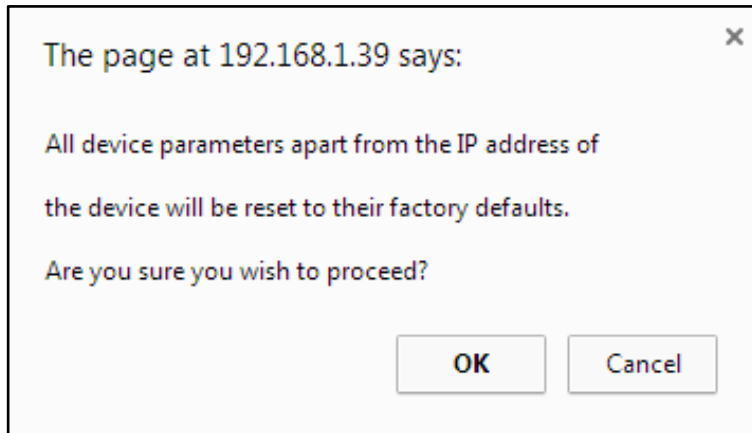 The page at 192.168.1.39 says:
All device parameters apart from the IP address of
the device will be reset to their factory defaults.
Are you sure you wish to proceed?
OK Cancel